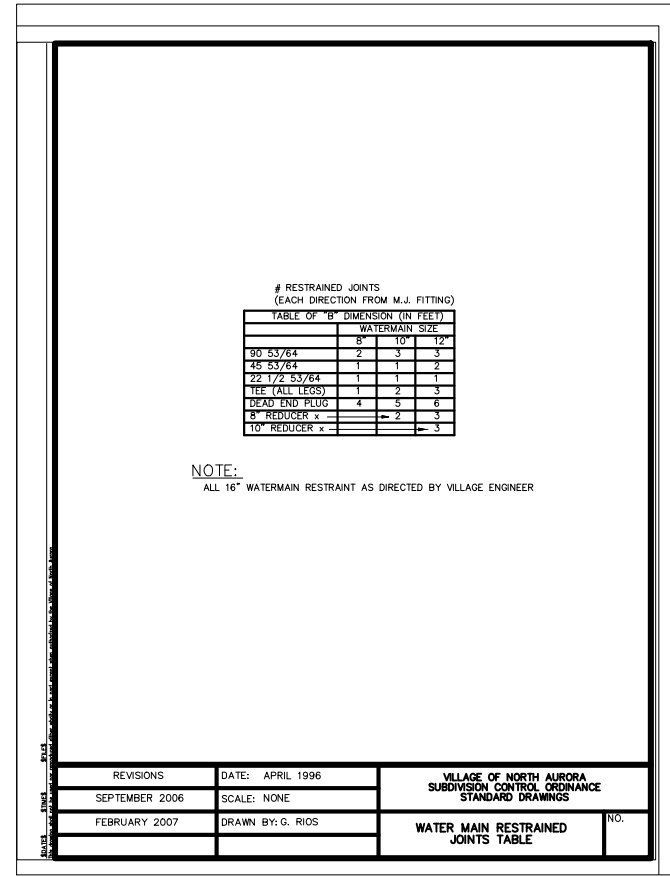 # RESTRAINED JOINTS
(EACH DIRECTION FROM M.J. FITTING)
TABLE OF "B" DIMENSION (IN FEET)
WATERMAIN SIZE
8" 10" 12"
90 53/64 2 3 3
45 53/64 1 1 2
22 1/2 53/64 1 1 1
TEE (ALL LEGS) 1 2 3
DEAD END PLUG 4 5 6
8" REDUCER x 2 3
10" REDUCER x 3
NOTE:
ALL 16" WATERMAIN RESTRAINT AS DIRECTED BY VILLAGE ENGINEER
$DATE$ $TIME$ $FILE$
REVISIONS
SEPTEMBER 2006
FEBRUARY 2007
DATE: APRIL 1996
SCALE: NONE
DRAWN BY: G. RIOS
VILLAGE OF NORTH AURORA
SUBDIVISION CONTROL ORDINANCE
STANDARD DRAWINGS
WATER MAIN RESTRAINED
JOINTS TABLE
NO.